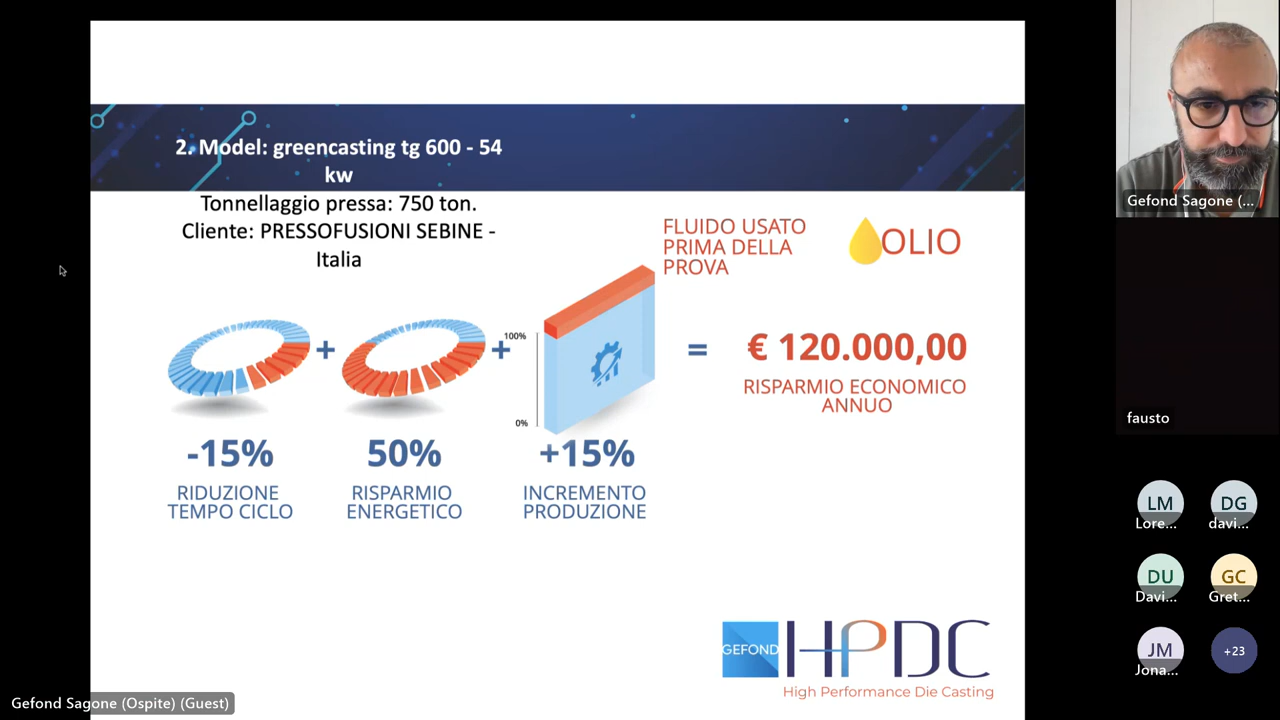 2. Model: greencasting tg 600 - 54
kw
Tonnellaggio pressa: 750 ton.
Cliente: PRESSOFUSIONI SEBINE -
Italia
FLUIDO USATO
PRIMA DELLA
PROVA
OLIO
+
+
100%
0%
=
€ 120.000,00
RISPARMIO ECONOMICO
ANNUO
-15%
RIDUZIONE
TEMPO CICLO
50%
RISPARMIO
ENERGETICO
+15%
INCREMENTO
PRODUZIONE
GEFOND
HPDC
High Performance Die Casting
Gefond Sagone (Ospite) (Guest)
Gefond Sagone (...
fausto
LM
Lore...
DG
davi...
DU
Davi...
GC
Gret...
JM
Jona...
+23